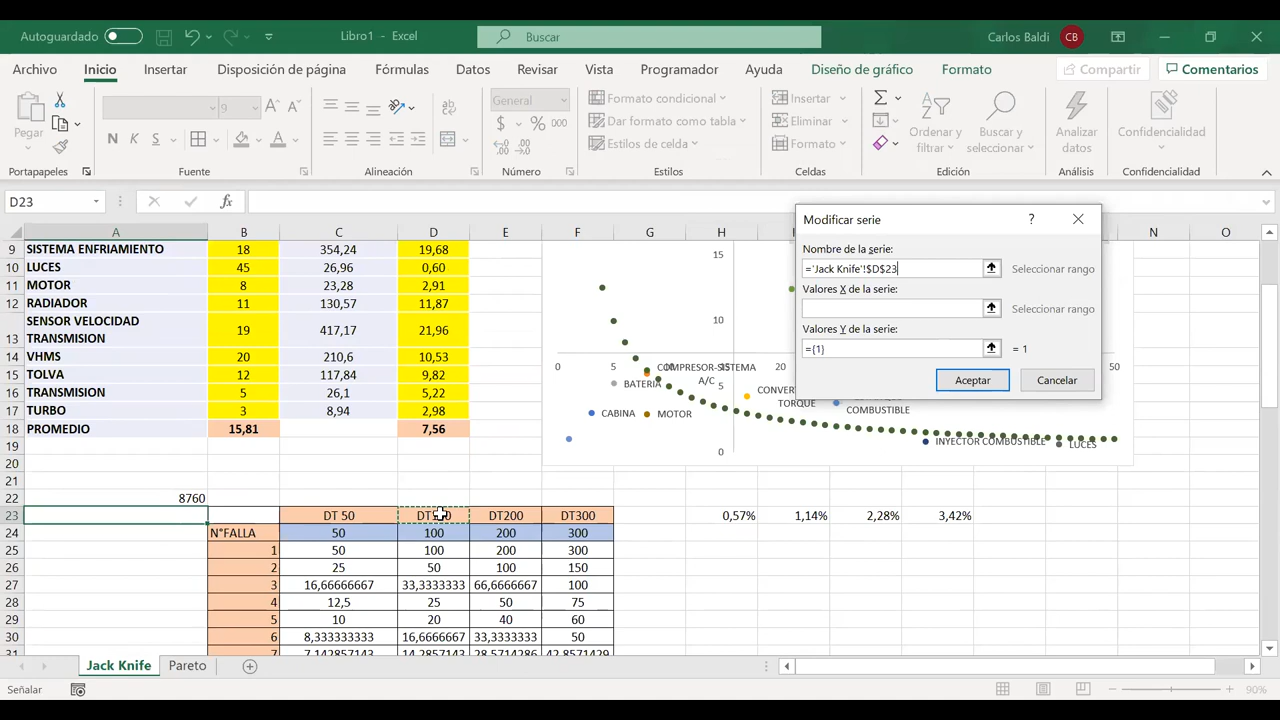 Autoguardado Libro1 - Excel Buscar Carlos Baldi CB
Archivo Inicio Insertar Disposición de página Fórmulas Datos Revisar Vista Programador Ayuda Diseño de gráfico Formato Compartir Comentarios
Pegar 9 General Formato condicional Insertar
N K S $ % 000 Dar formato como tabla Eliminar Ordenar y filtrar Buscar y seleccionar Analizar datos Confidencialidad
Estilos de celda Formato
Portapapeles Fuente Alineación Número Estilos Celdas Edición Análisis Confidencialidad
D23 fx
Modificar serie ?
Nombre de la serie:
='Jack Knife'!$D$23 Seleccionar rango
Valores X de la serie:
Seleccionar rango
Valores Y de la serie:
={1} = 1
Aceptar Cancelar
A B C D E F G H N O
9 SISTEMA ENFRIAMIENTO 18 354,24 19,68
10 LUCES 45 26,96 0,60
11 MOTOR 8 23,28 2,91
12 RADIADOR 11 130,57 11,87
13 SENSOR VELOCIDAD TRANSMISION 19 417,17 21,96
14 VHMS 20 210,6 10,53
15 TOLVA 12 117,84 9,82
16 TRANSMISION 5 26,1 5,22
17 TURBO 3 8,94 2,98
18 PROMEDIO 15,81 7,56
15
10
0 5 10 20 50
COMPRESOR-SISTEMA A/C
BATERIA 5
TORQUE
COMBUSTIBLE
CABINA MOTOR
INYECTOR COMBUSTIBLE LUCES
0
19
20
21
22 8760
23 DT 50 DT200 DT300 0,57% 1,14% 2,28% 3,42%
24 N°FALLA 50 100 200 300
25 1 50 100 200 300
26 2 25 50 100 150
27 3 16,66666667 33,3333333 66,6666667 100
28 4 12,5 25 50 75
29 5 10 20 40 60
30 6 8,333333333 16,6666667 33,3333333 50
31 7 7,142857143 14,2857143 28,5714286 42,8571429
Jack Knife Pareto
Señalar 90%